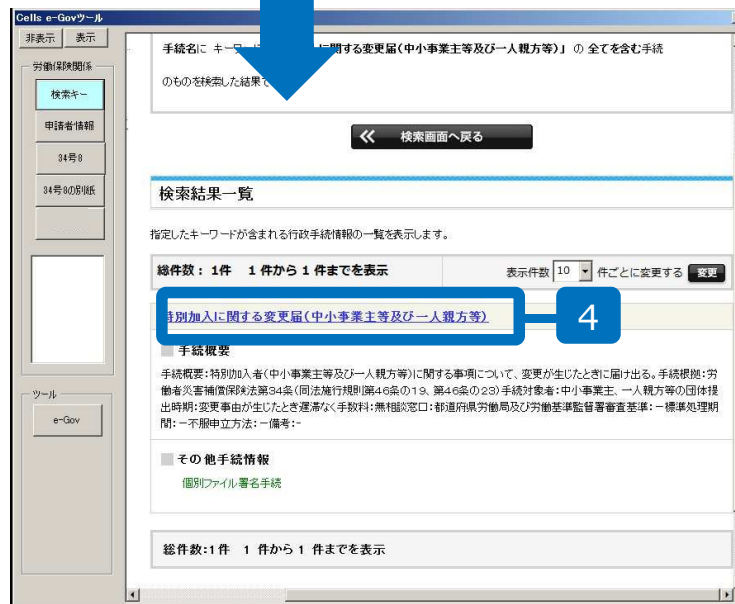 Cells e-Govツール
非表示 表示
労働保険関係
検索キー
申請者情報
34号8
34号8の別紙
ツール
e-Gov
手続名に キーワ
に関する変更届(中小事業主等及び一人親方等)」の 全てを含む手続
のものを検索した結果で
検索画面へ戻る
検索結果一覧
指定したキーワードが含まれる行政手続情報の一覧を表示します。
総件数： 1件 1 件から 1 件までを表示
表示件数 10 件ごとに変更する 変更
特別加入に関する変更届(中小事業主等及び一人親方等)
4
手続概要
手続概要：特別加入者(中小事業主等及び一人親方等)に関する事項について、変更が生じたときに届け出る。手続根拠：労
働者災害補償保険法第34条(同法施行規則第46条の19、第46条の23)手続対象者：中小事業主、一人親方等の団体提
出時期：変更事由が生じたとき遅滞なく手数料：無相談窓口：都道府県労働局及び労働基準監督署審査基準：－標準処理期
間：－不服申立方法：－備考：-
その他手続情報
個別ファイル署名手続
総件数：1件 1 件から 1 件までを表示